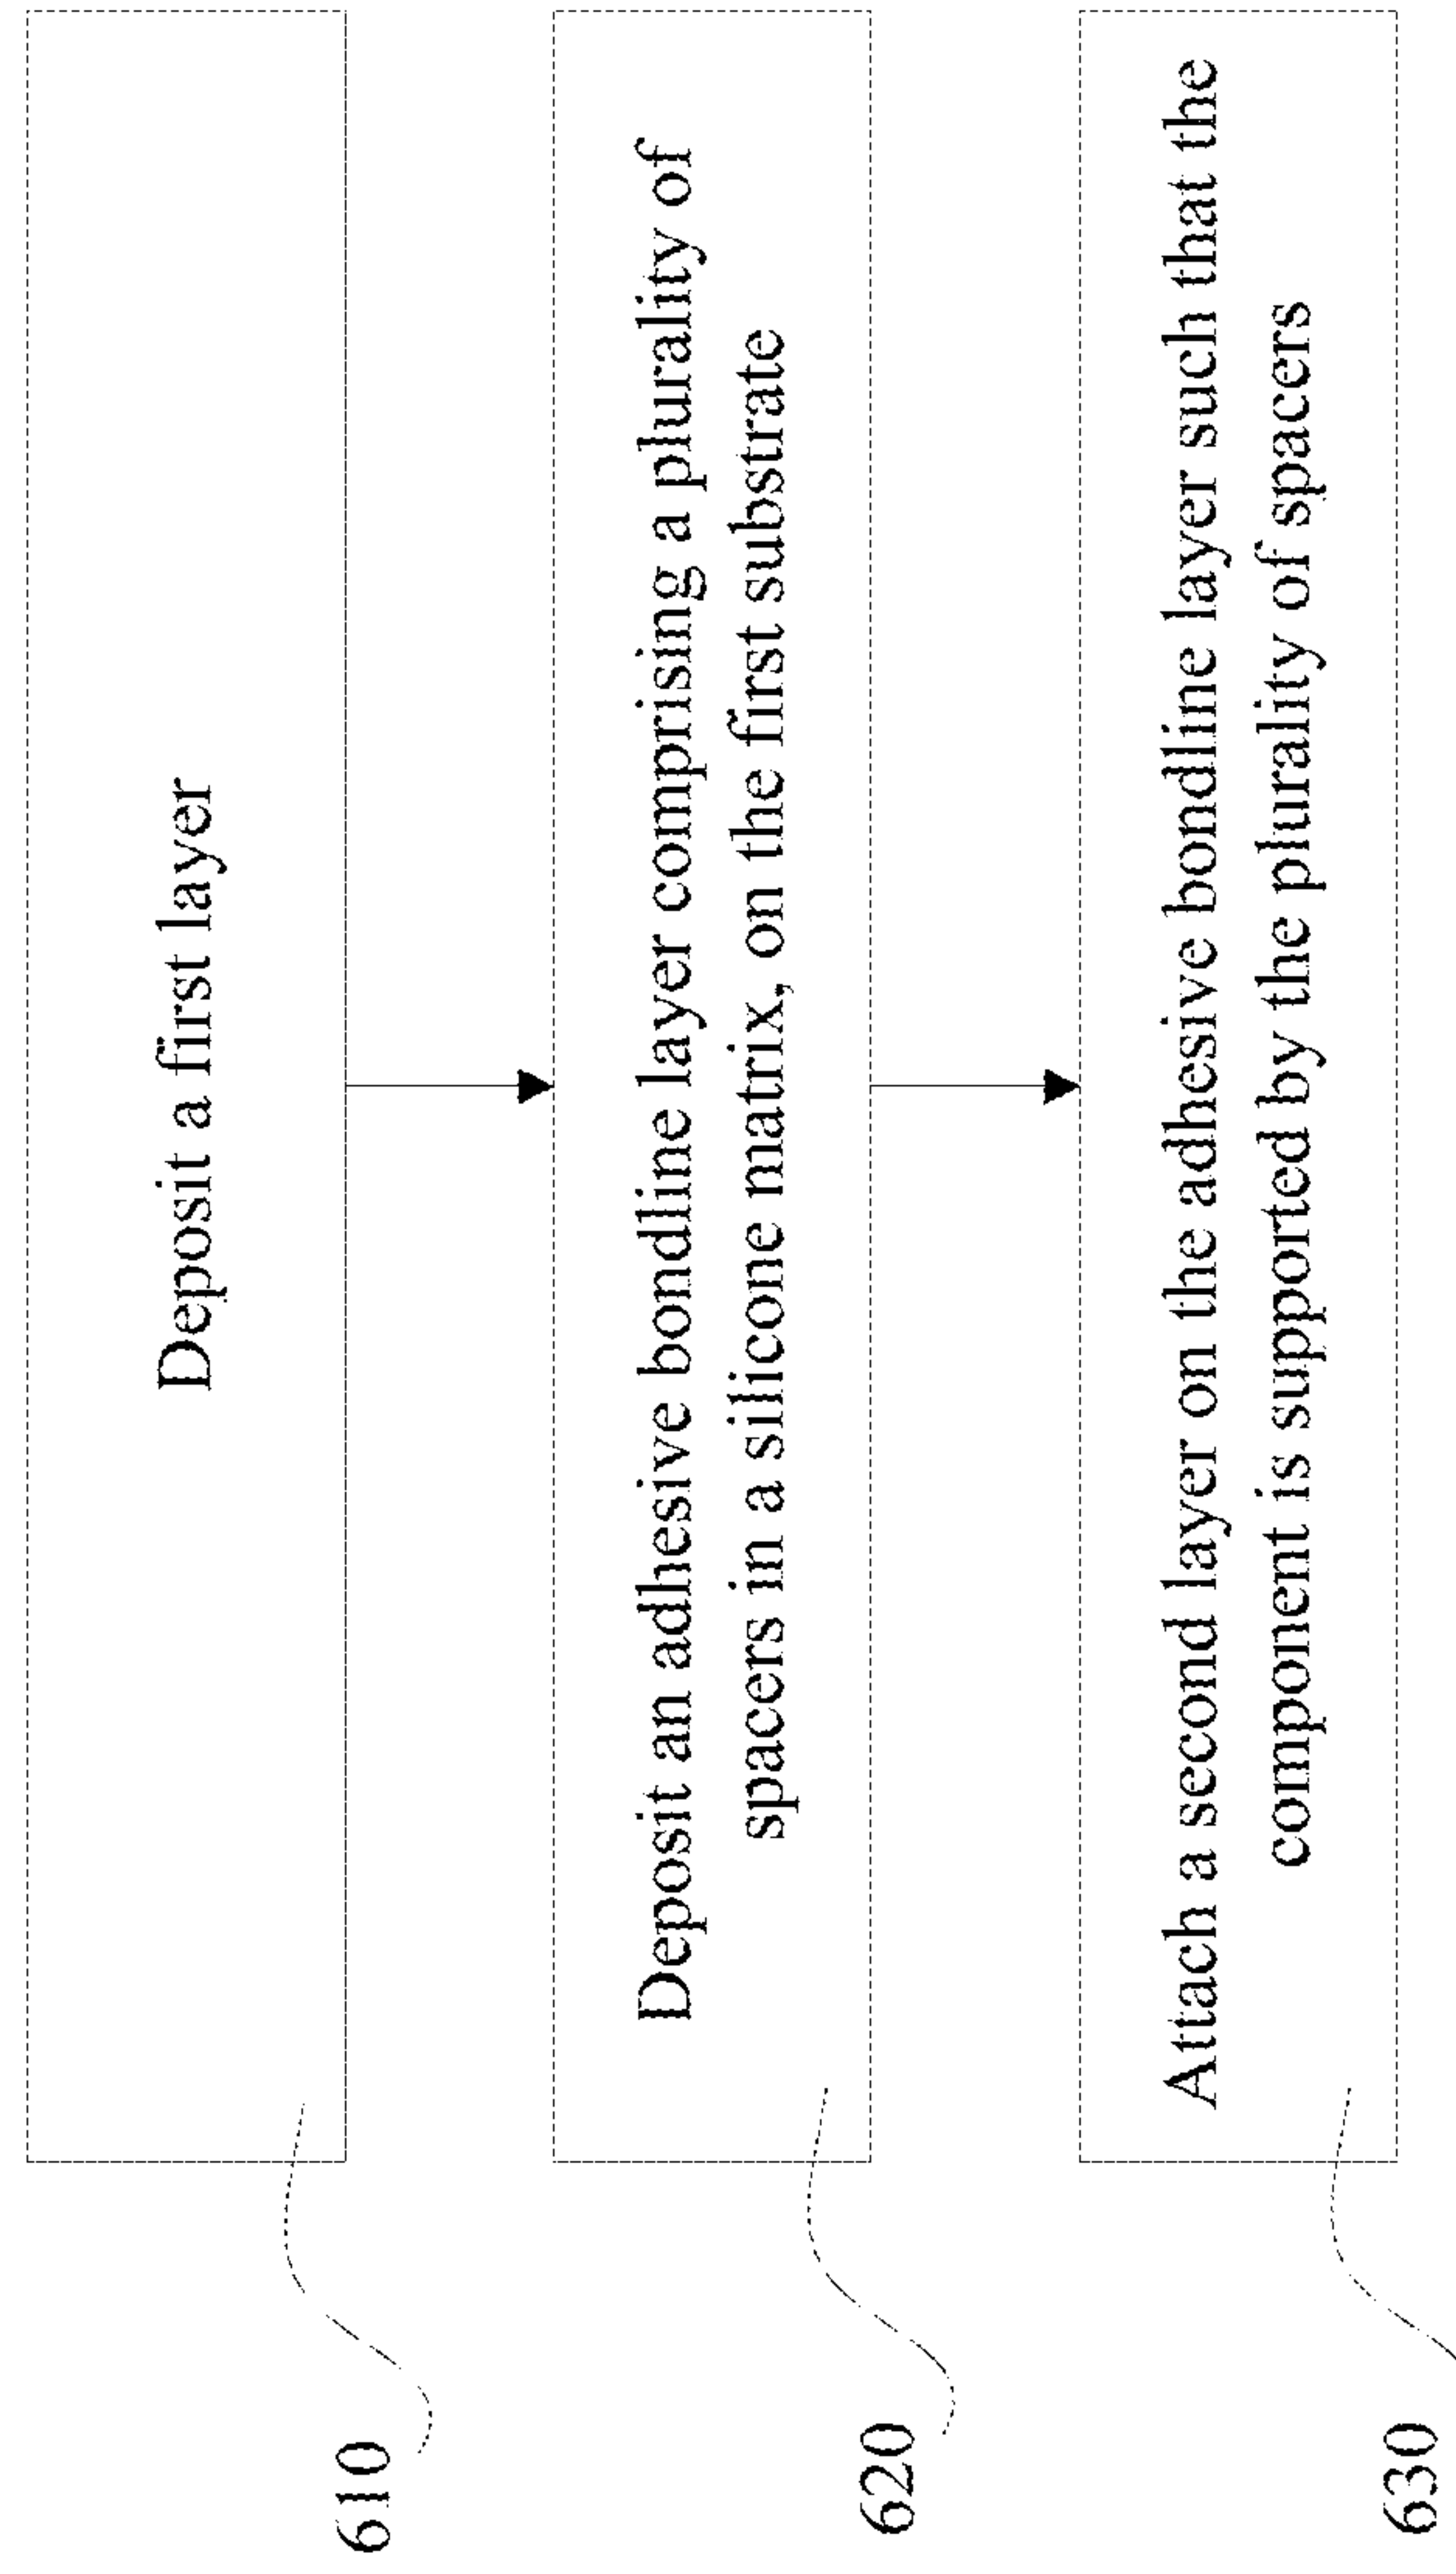 Deposit a first layer
610
Deposit an adhesive bondline layer comprising a plurality of
spacers in a silicone matrix, on the first substrate
620
Attach a second layer on the adhesive bondline layer such that the
component is supported by the plurality of spacers
630